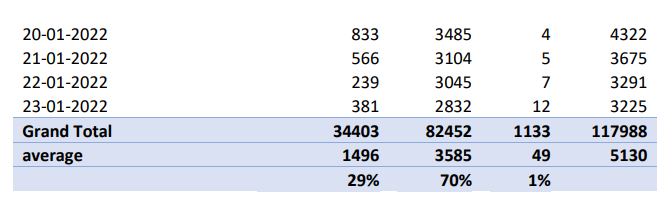 20-01-2022 833 3485 4 4322
21-01-2022 566 3104 5 3675
22-01-2022 239 3045 7 3291
23-01-2022 381 2832 12 3225
Grand Total 34403 82452 1133 117988
average 1496 3585 49 5130
29% 70% 1%